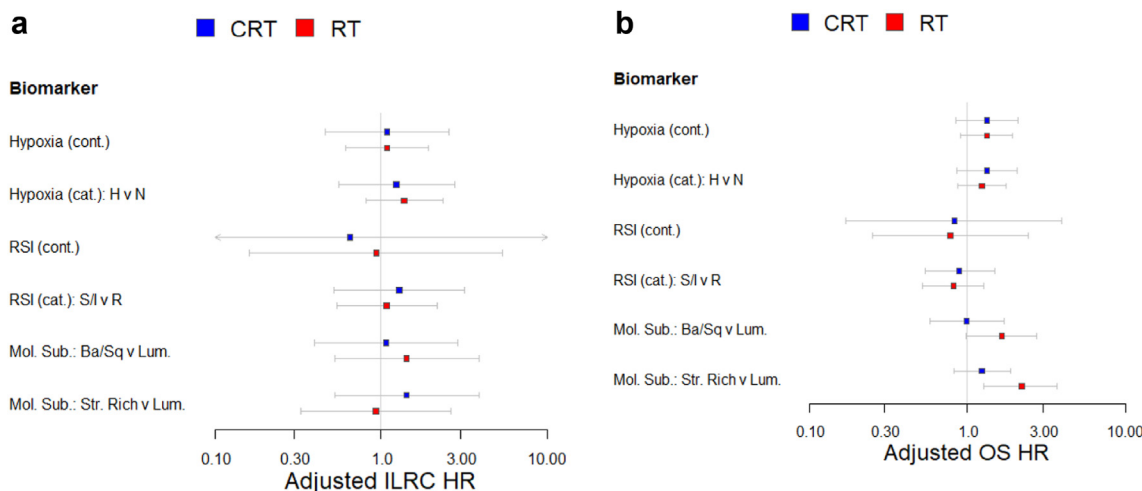 a
CRT RT
Biomarker
Hypoxia (cont.)
Hypoxia (cat.): H v N
RSI (cont.)
RSI (cat.): S/I v R
Mol. Sub.: Ba/Sq v Lum.
Mol. Sub.: Str. Rich v Lum.
0.10 0.30 1.0 3.00 10.00
Adjusted ILRC HR
b
CRT RT
Biomarker
Hypoxia (cont.)
Hypoxia (cat.): H v N
RSI (cont.)
RSI (cat.): S/I v R
Mol. Sub.: Ba/Sq v Lum.
Mol. Sub.: Str. Rich v Lum.
0.10 0.30 1.0 3.00 10.00
Adjusted OS HR